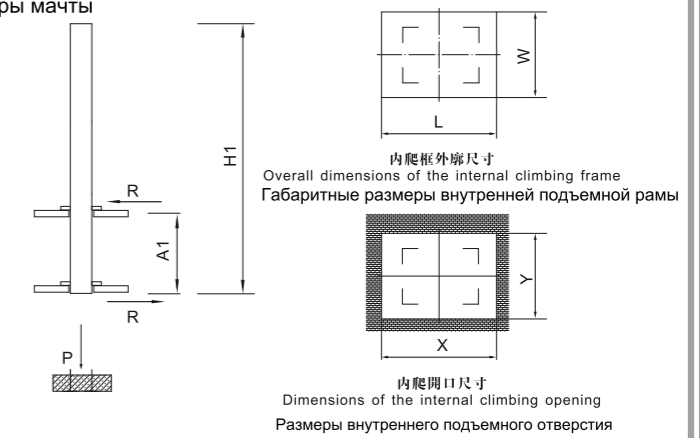 ры мачты
H1
R
A1
R
P
W
L
内爬框外廓尺寸
Overall dimensions of the internal climbing frame
Габаритные размеры внутренней подъемной рамы
Y
X
内爬開口尺寸
Dimensions of the internal climbing opening
Размеры внутреннего подъемного отверстия